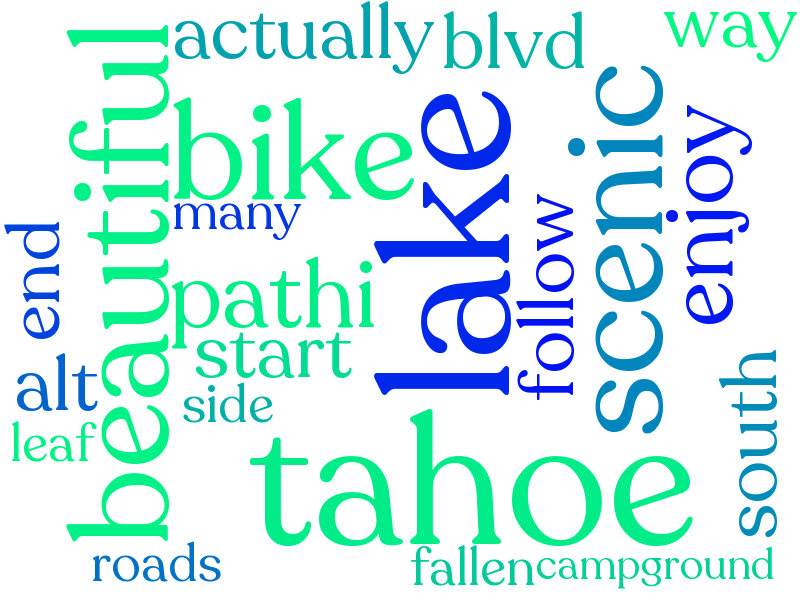 actually
blvd
way
beautiful
bike
lake
scenic
enjoy
many
follow
end
pathi
start
alt
side
leaf
tahoe
south
roads
fallen
campground